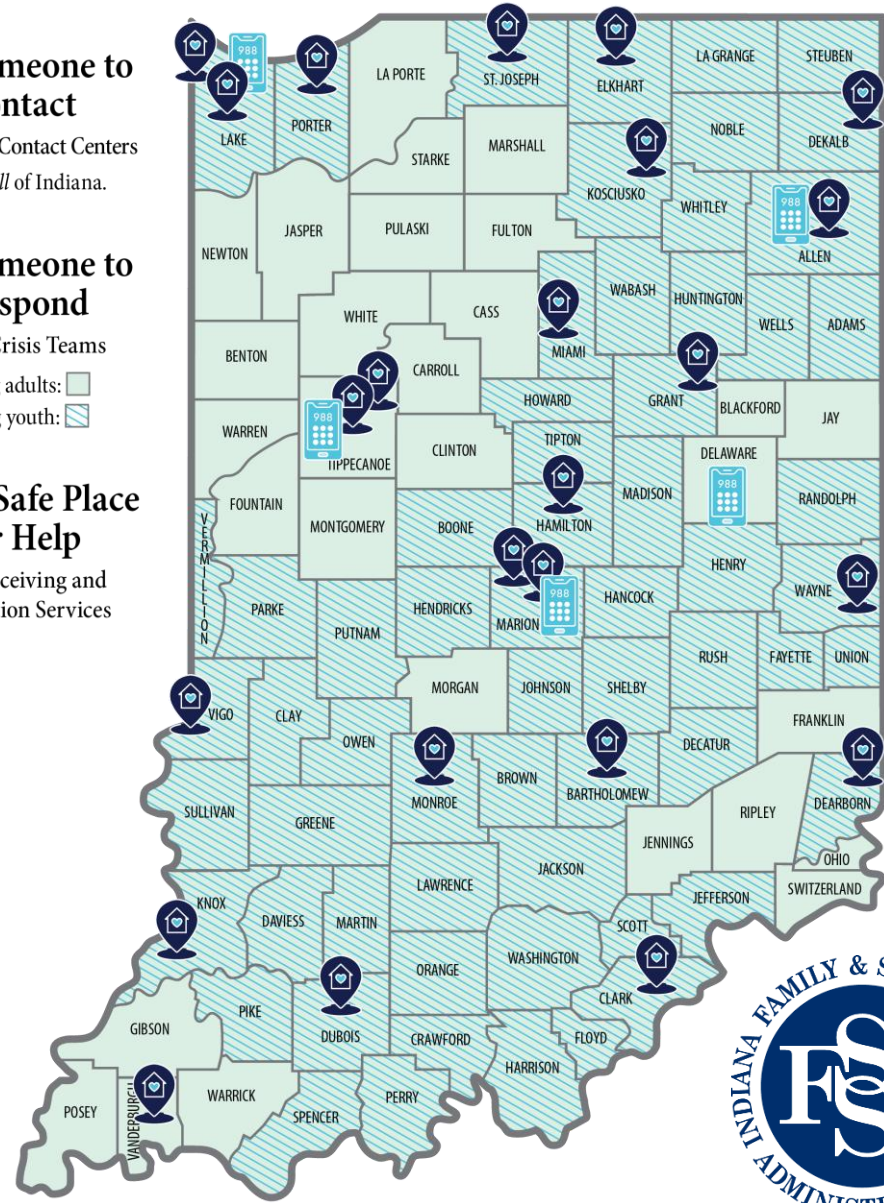 meone to
ntact
Contact Centers
ll of Indiana.
meone to
spond
Crisis Teams
g adults:
g youth:
Safe Place
r Help
ceiving and
ion Services
988
LAKE
PORTER
LA PORTE
ST. JOSEPH
ELKHART
LA GRANGE
STEUBEN
STARKE
MARSHALL
NOBLE
DEKALB
KOSCIUSKO
WHITLEY
988
ALLEN
NEWTON
JASPER
PULASKI
FULTON
WABASH
HUNTINGTON
WELLS
ADAMS
WHITE
CASS
MIAMI
BENTON
CARROLL
HOWARD
GRANT
BLACKFORD
JAY
988
TIPPECANOE
WARREN
CLINTON
TIPTON
MADISON
DELAWARE
988
RANDOLPH
FOUNTAIN
MONTGOMERY
BOONE
HAMILTON
VERMILLION
HENRY
WAYNE
PARKE
PUTNAM
HENDRICKS
MARION
988
HANCOCK
RUSH
FAYETTE
UNION
VIGO
CLAY
MORGAN
JOHNSON
SHELBY
OWEN
DECATUR
FRANKLIN
SULLIVAN
GREENE
MONROE
BROWN
BARTHOLOMEW
DEARBORN
RIPLEY
JENNINGS
OHIO
JACKSON
SWITZERLAND
LAWRENCE
JEFFERSON
KNOX
DAVIESS
MARTIN
SCOTT
WASHINGTON
ORANGE
CLARK
GIBSON
PIKE
DUBOIS
CRAWFORD
FLOYD
HARRISON
POSEY
VANDERBURGH
WARRICK
SPENCER
PERRY
INDIANA FAMILY & S
FSS
ADMINIST